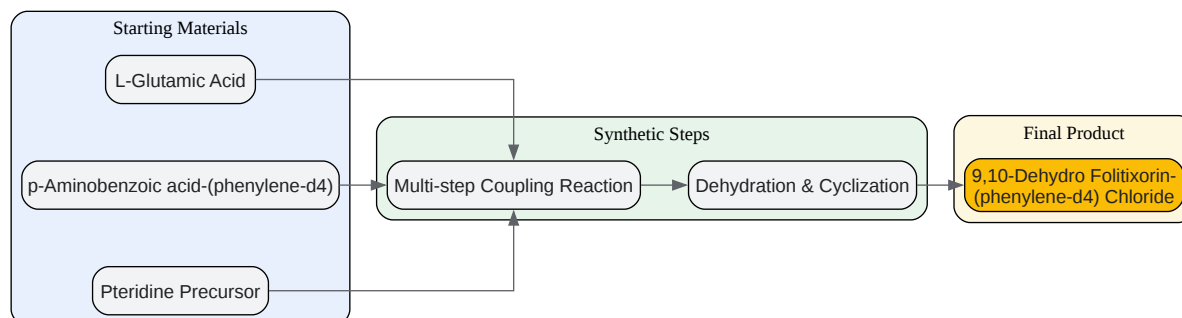 Starting Materials
L-Glutamic Acid
p-Aminobenzoic acid-(phenylene-d4)
Pteridine Precursor
Synthetic Steps
Multi-step Coupling Reaction
Dehydration & Cyclization
Final Product
9,10-Dehydro Folitixorin-
(phenylene-d4) Chloride